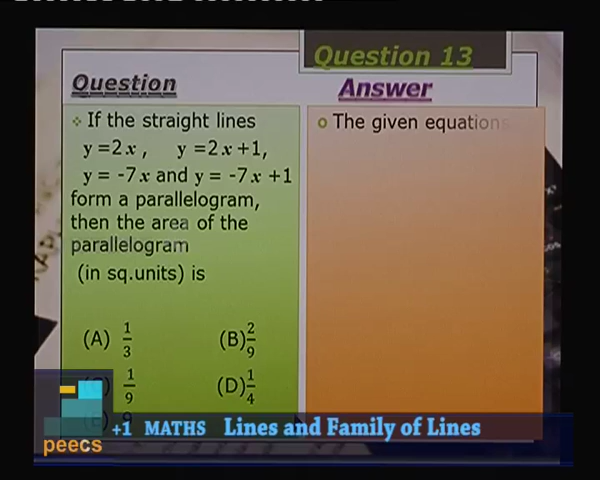 Question 13
Question
Answer
❖ If the straight lines
y = 2x , y = 2x + 1,
y = -7x and y = -7x + 1
form a parallelogram,
then the area of the
parallelogram
(in sq.units) is
(A) 1/3 (B) 2/9
1/9 (D) 1/4
o The given equations
+1 MATHS Lines and Family of Lines
peecs